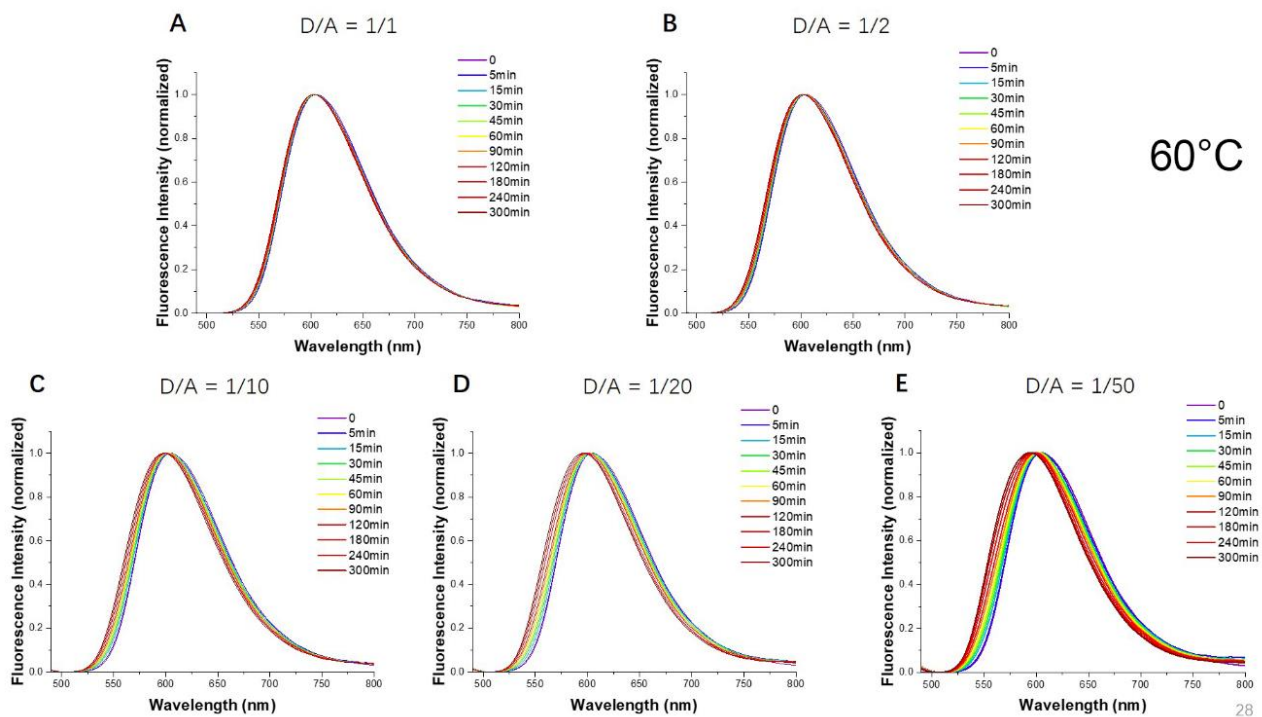 A
D/A = 1/1
0
5min
15min
30min
45min
60min
90min
120min
180min
240min
300min
Fluorescence Intensity (normalized)
1.0
0.8
0.6
0.4
0.2
0.0
500 550 600 650 700 750 800
Wavelength (nm)
B
D/A = 1/2
0
5min
15min
30min
45min
60min
90min
120min
180min
240min
300min
Fluorescence Intensity (normalized)
1.0
0.8
0.6
0.4
0.2
0.0
500 550 600 650 700 750 800
Wavelength (nm)
60°C
C
D/A = 1/10
0
5min
15min
30min
45min
60min
90min
120min
180min
240min
300min
Fluorescence Intensity (normalized)
1.0
0.8
0.6
0.4
0.2
0.0
500 550 600 650 700 750 800
Wavelength (nm)
D
D/A = 1/20
0
5min
15min
30min
45min
60min
90min
120min
180min
240min
300min
Fluorescence Intensity (normalized)
1.0
0.8
0.6
0.4
0.2
0.0
500 550 600 650 700 750 800
Wavelength (nm)
E
D/A = 1/50
0
5min
15min
30min
45min
60min
90min
120min
180min
240min
300min
Fluorescence Intensity (normalized)
1.0
0.8
0.6
0.4
0.2
0.0
500 550 600 650 700 750 800
Wavelength (nm)
28